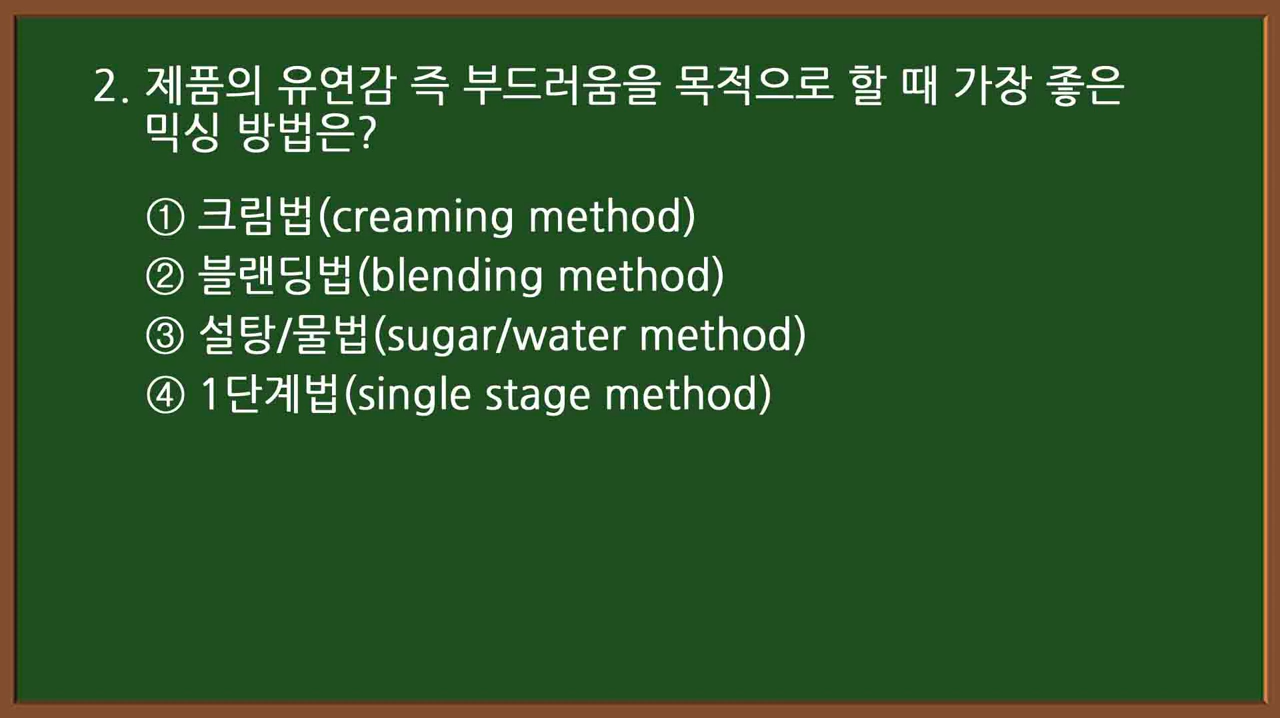 2. 제품의 유연감 즉 부드러움을 목적으로 할 때 가장 좋은
믹싱 방법은?
① 크림법(creaming method)
② 블랜딩법(blending method)
③ 설탕/물법(sugar/water method)
④ 1단계법(single stage method)